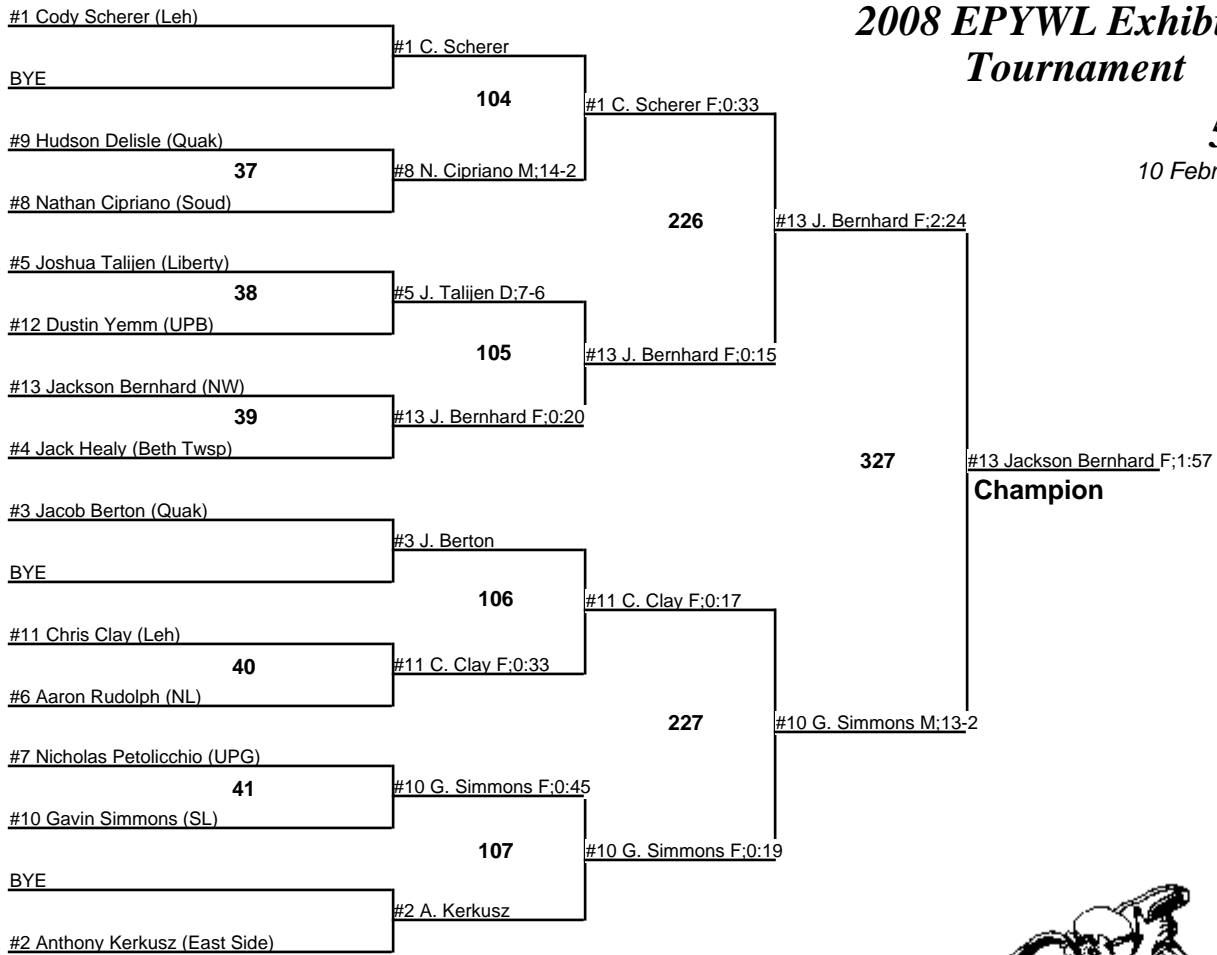 2008 EPYWL Exhibi
Tournament
5
10 Febr
#1 Cody Scherer (Leh)
BYE
#1 C. Scherer
104
#9 Hudson Delisle (Quak)
37
#8 Nathan Cipriano (Soud)
#8 N. Cipriano M;14-2
#1 C. Scherer F;0:33
226
#5 Joshua Talijen (Liberty)
38
#12 Dustin Yemm (UPB)
#5 J. Talijen D;7-6
105
#13 Jackson Bernhard (NW)
39
#4 Jack Healy (Beth Twsp)
#13 J. Bernhard F;0:20
#13 J. Bernhard F;0:15
#13 J. Bernhard F;2:24
327
#13 Jackson Bernhard F;1:57
Champion
#3 Jacob Berton (Quak)
BYE
#3 J. Berton
106
#11 Chris Clay (Leh)
40
#6 Aaron Rudolph (NL)
#11 C. Clay F;0:33
#11 C. Clay F;0:17
227
#10 G. Simmons M;13-2
#7 Nicholas Petolicchio (UPG)
41
#10 Gavin Simmons (SL)
#10 G. Simmons F;0:45
107
#10 G. Simmons F;0:19
BYE
#2 Anthony Kerkusz (East Side)
#2 A. Kerkusz